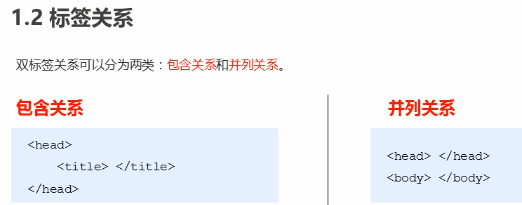 1.2 标签关系
双标签关系可以分为两类：包含关系和并列关系。
包含关系
<head>
    <title> </title>
</head>
并列关系
<head> </head>
<body> </body>